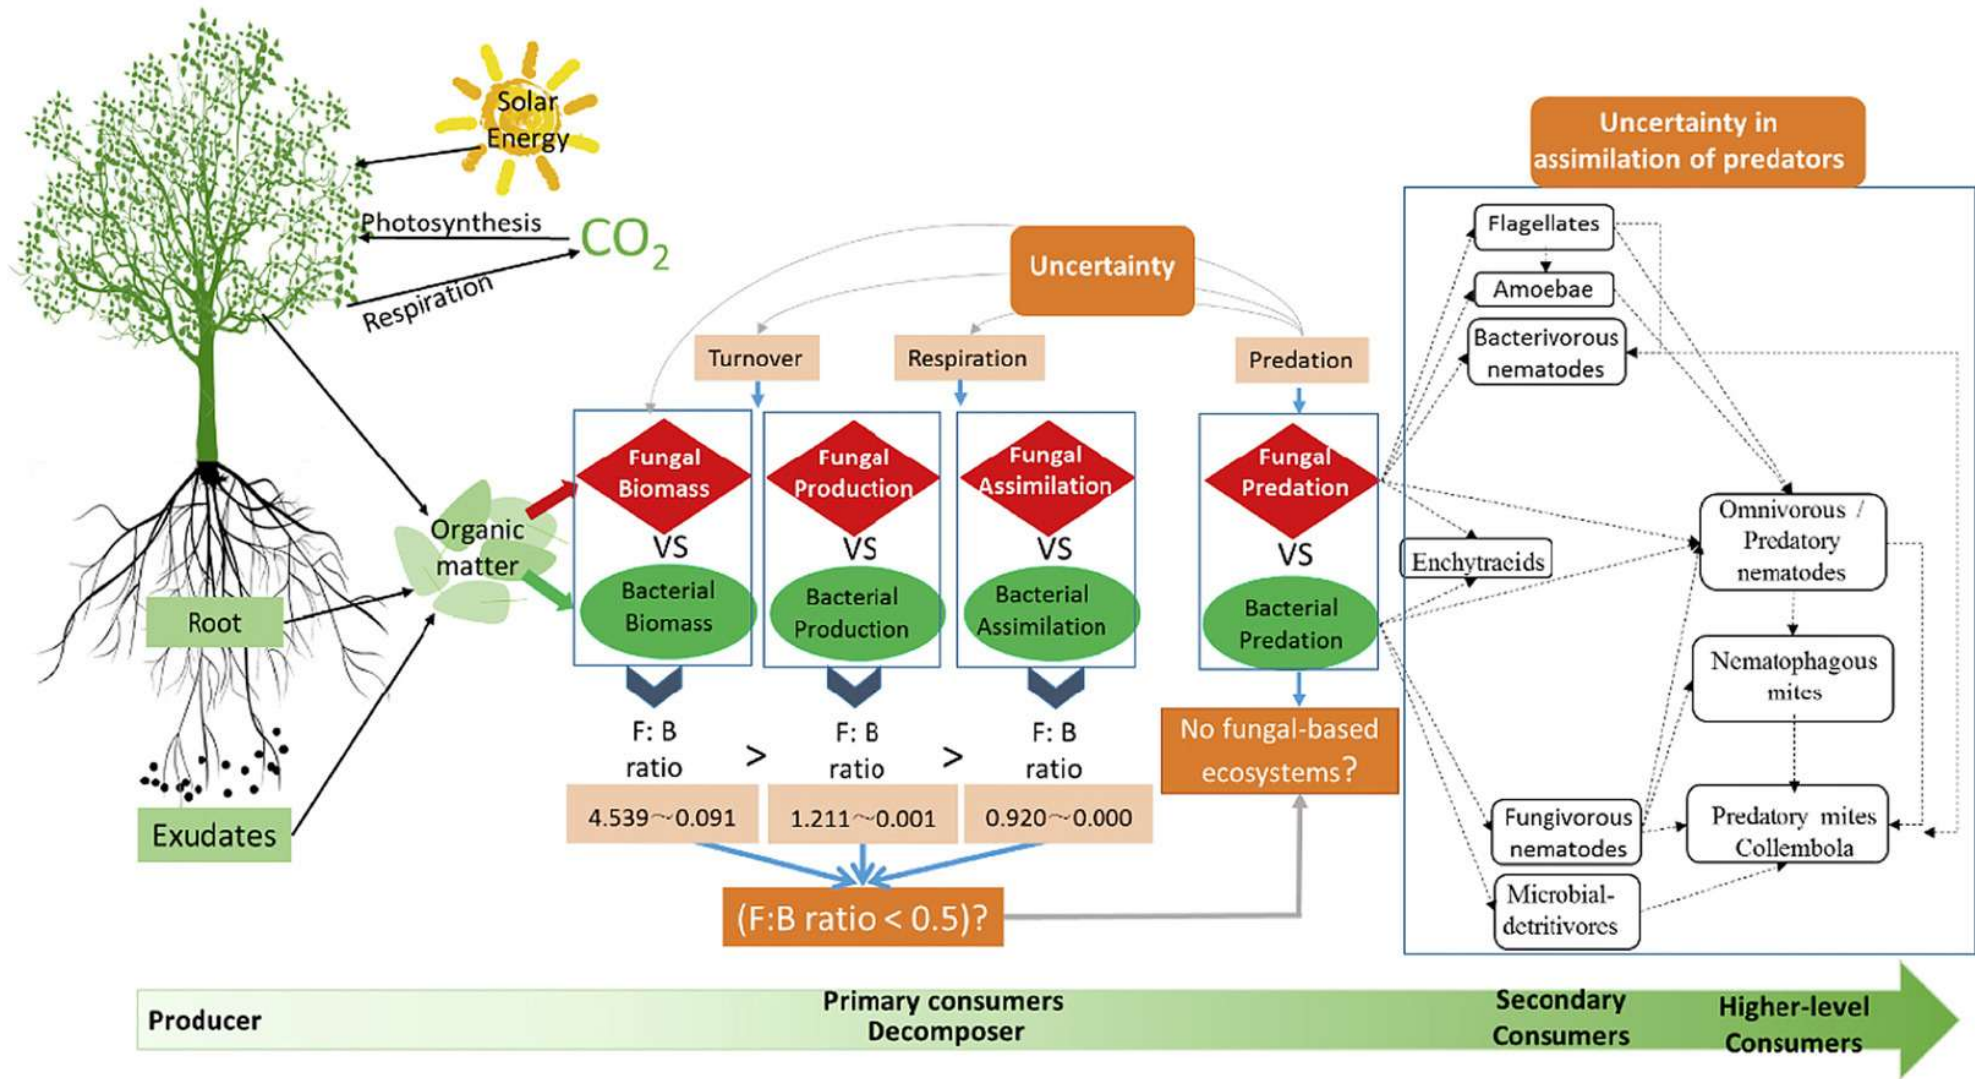 Solar
Energy
Photosynthesis
CO2
Respiration
Organic
matter
Root
Exudates
Uncertainty
Turnover
Respiration
Predation
Fungal
Biomass
VS
Bacterial
Biomass
Fungal
Production
VS
Bacterial
Production
Fungal
Assimilation
VS
Bacterial
Assimilation
Fungal
Predation
VS
Bacterial
Predation
F: B
ratio
>
F: B
ratio
>
F: B
ratio
4.539～0.091
1.211～0.001
0.920～0.000
(F:B ratio < 0.5)?
No fungal-based
ecosystems?
Uncertainty in
assimilation of predators
Flagellates
Amoebae
Bacterivorous
nematodes
Enchytraeids
Omnivorous /
Predatory
nematodes
Nematophagous
mites
Fungivorous
nematodes
Predatory mites
Collembola
Microbial-
detritivores
Producer
Primary consumers
Decomposer
Secondary
Consumers
Higher-level
Consumers